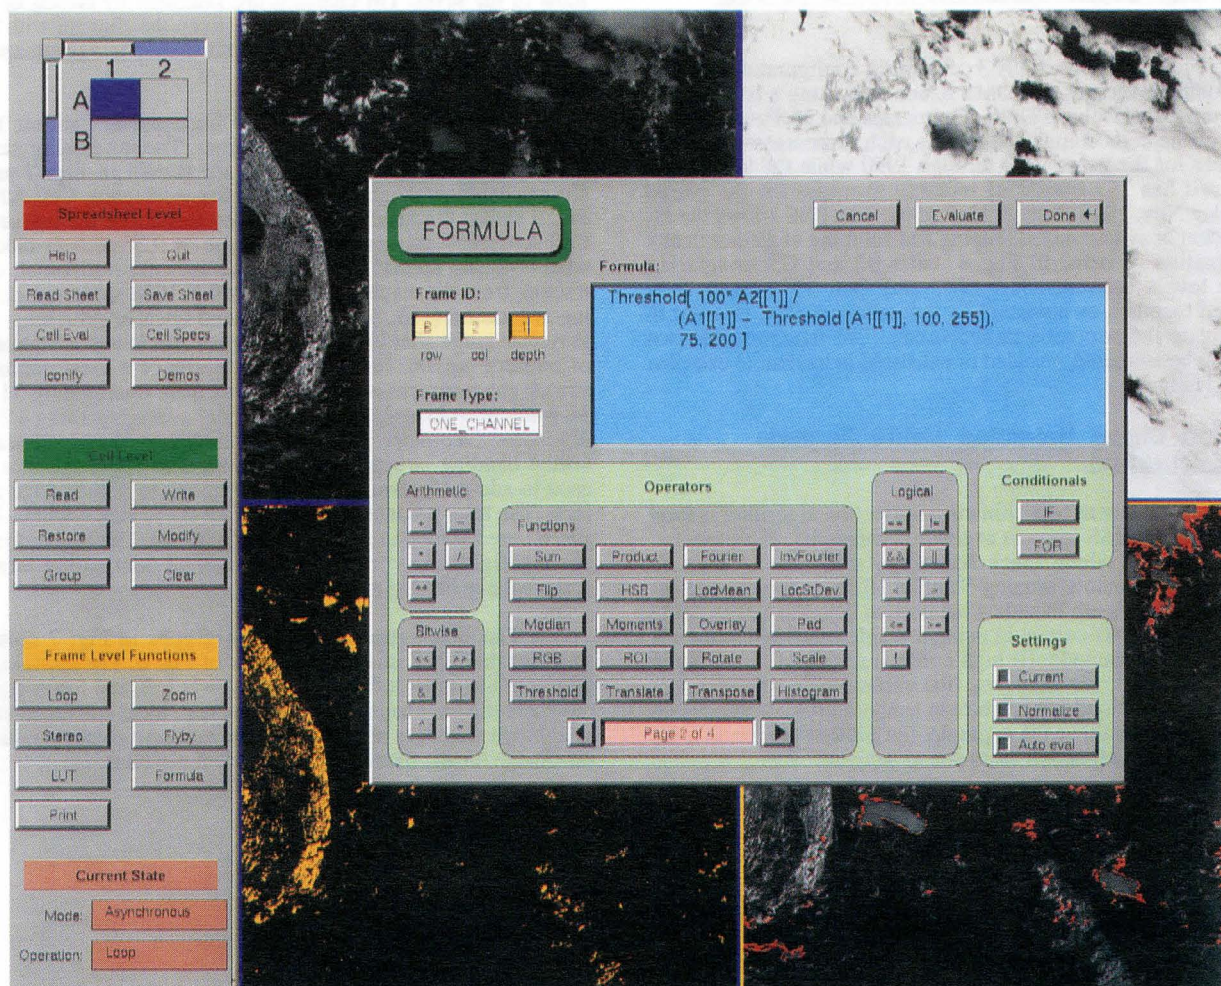 1 2
A
B
Spreadsheet Level
Help Quit
Read Sheet Save Sheet
Cell Eval Cell Specs
Iconify Demos
Cell Level
Read Write
Restore Modify
Group Clear
Frame Level Functions
Loop Zoom
Stereo Flyby
LUT Formula
Print
Current State
Mode: Asynchronous
Operation: Loop
FORMULA
Cancel Evaluate Done
Frame ID:
B 2 1
row col depth
Frame Type:
ONE_CHANNEL
Formula:
Threshold[ 100* A2[[1]] /
(A1[[1]] - Threshold [A1[[1]], 100, 255]),
75, 200 ]
Operators
Arithmetic
+ -
* /
**
Bitwise
<< >>
& |
^ ~
Functions
Sum Product Fourier InvFourier
Flip HSB LocMean LocStDev
Median Moments Overlay Pad
RGB ROI Rotate Scale
Threshold Translate Transpose Histogram
Page 2 of 4
Logical
== !=
&& ||
< >
<= >=
!
Conditionals
IF
FOR
Settings
Current
Normalize
Auto eval